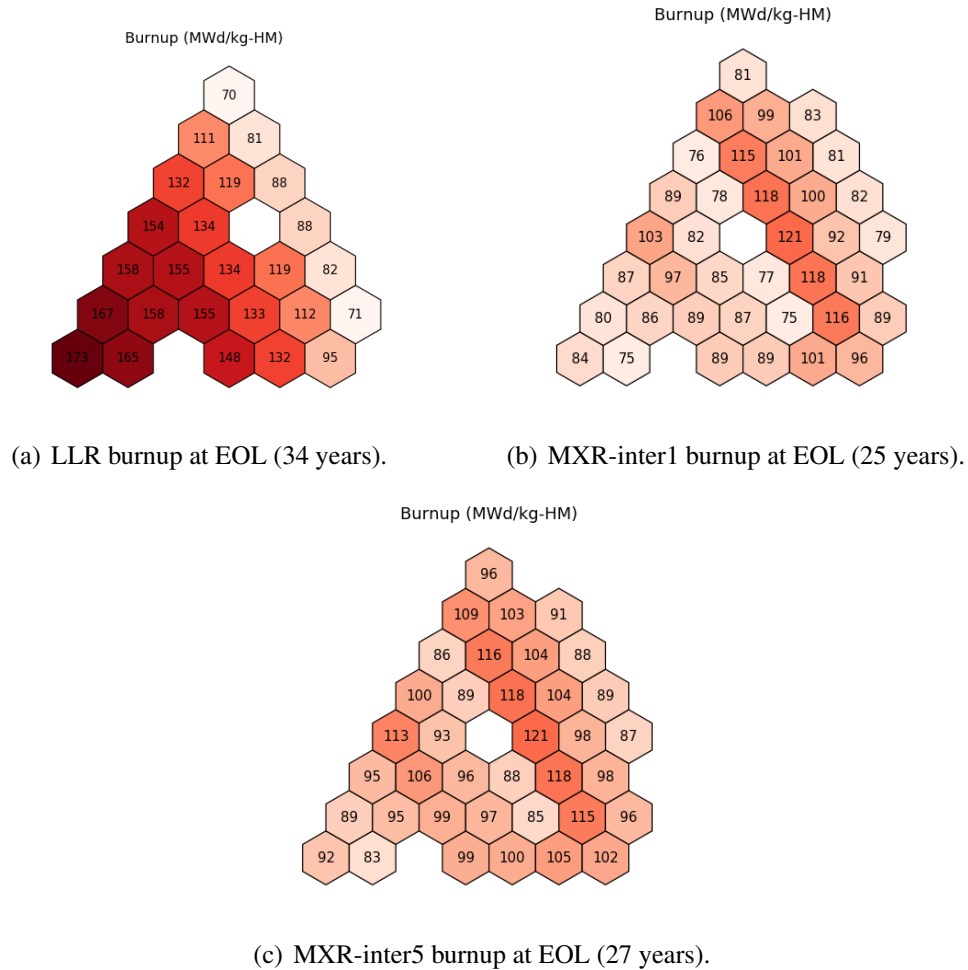 Burnup (MWd/kg-HM)
70
111 81
132 119 88
154 134 88
158 155 134 119 82
167 158 155 133 112 71
173 165 148 132 95
(a) LLR burnup at EOL (34 years).
Burnup (MWd/kg-HM)
81
106 99 83
76 115 101 81
89 78 118 100 82
103 82 121 92 79
87 97 85 77 118 91
80 86 89 87 75 116 89
84 75 89 89 101 96
(b) MXR-inter1 burnup at EOL (25 years).
Burnup (MWd/kg-HM)
96
109 103 91
86 116 104 88
100 89 118 104 89
113 93 121 98 87
95 106 96 88 118 98
89 95 99 97 85 115 96
92 83 99 100 105 102
(c) MXR-inter5 burnup at EOL (27 years).